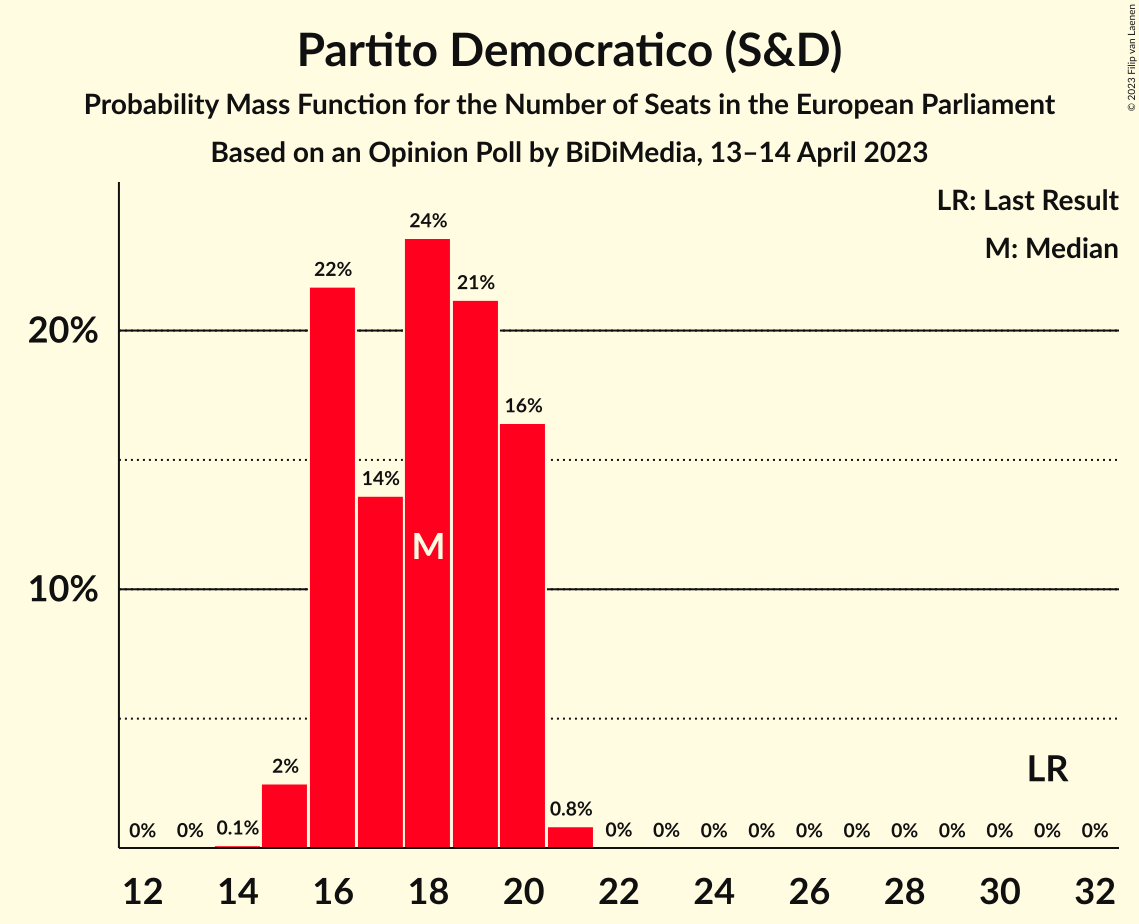 Partito Democratico (S&D)
Probability Mass Function for the Number of Seats in the European Parliament
Based on an Opinion Poll by BiDiMedia, 13–14 April 2023
© 2023 Filip van Laenen
LR: Last Result
M: Median
20%
10%
0% 0% 0.1% 2% 22% 14% 24% 21% 16% 0.8% 0% 0% 0% 0% 0% 0% 0% 0% 0% 0% 0%
M
LR
12 14 16 18 20 22 24 26 28 30 32